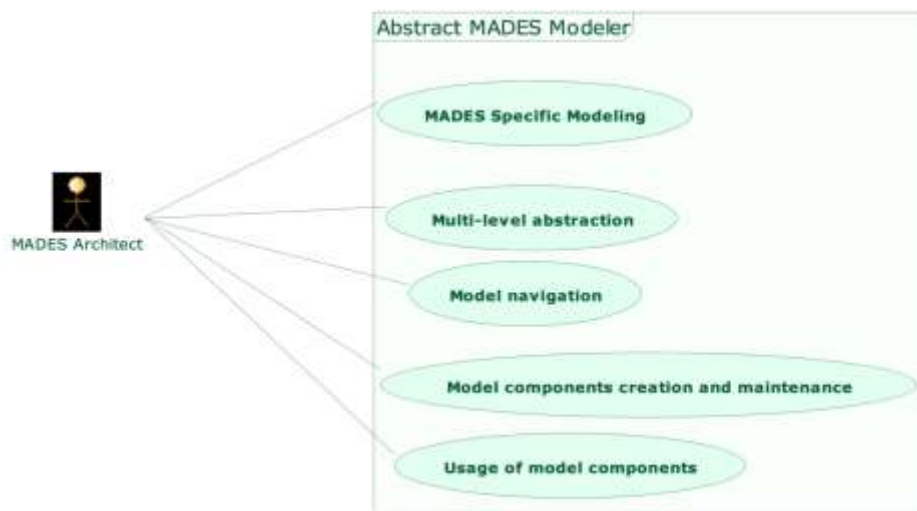 Abstract MADES Modeler
MADES Specific Modeling
Multi-level abstraction
MADES Architect
Model navigation
Model components creation and maintenance
Usage of model components